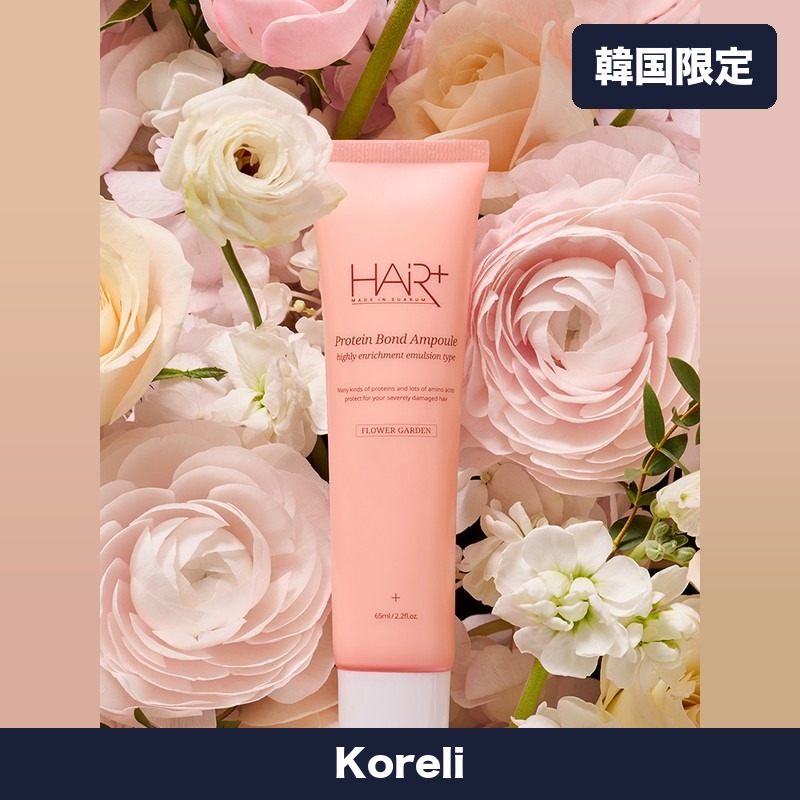 韓国限定
HAiR+
MADE IN SUARUM
Protein Bond Ampoule
highly enrichment emulsion type
Many kinds of proteins and lots of amino acids
protect for your severely damaged hair
FLOWER GARDEN
+
65ml / 2.2fl.oz.
Koreli